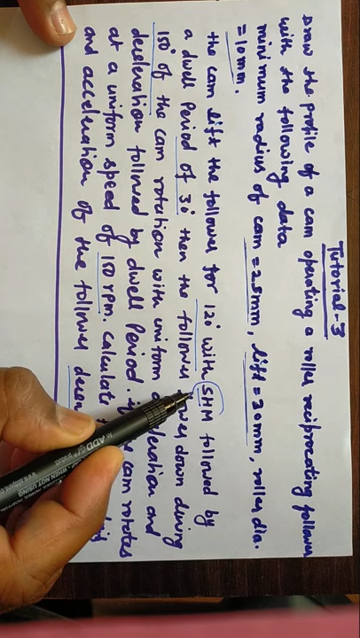 Tutorial-3
Draw the profile of a cam operating a roller reciprocating follower
with the following data
minimum radius of cam = 25mm, lift = 30mm, roller dia.
= 10mm.
the cam lift the follower for 120° with SHM followed by
a dwell Period of 30° then the follower down during
150° of the cam rotation with uniform and
deceleration followed by dwell Period cam rotates
at a uniform speed of 150 rpm. calculate
and acceleration of the follower